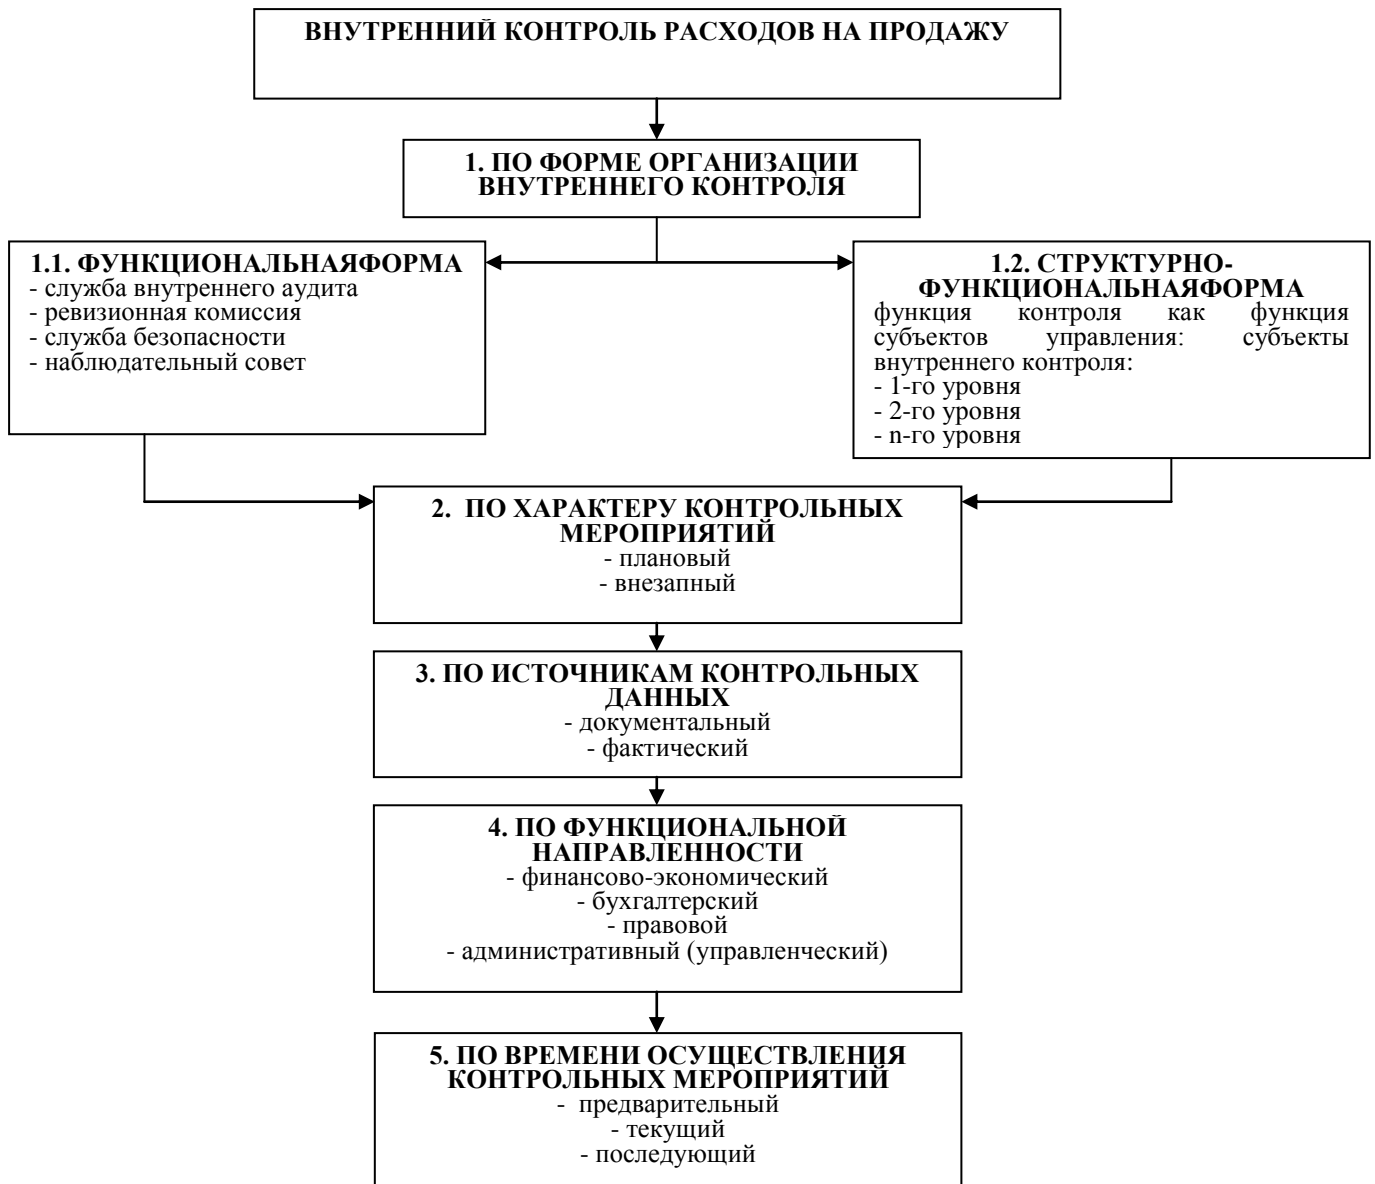 ВНУТРЕННИЙ КОНТРОЛЬ РАСХОДОВ НА ПРОДАЖУ
1. ПО ФОРМЕ ОРГАНИЗАЦИИ
ВНУТРЕННЕГО КОНТРОЛЯ
1.1. ФУНКЦИОНАЛЬНАЯФОРМА
- служба внутреннего аудита
- ревизионная комиссия
- служба безопасности
- наблюдательный совет
1.2. СТРУКТУРНО-
ФУНКЦИОНАЛЬНАЯФОРМА
функция контроля как функция
субъектов управления: субъекты
внутреннего контроля:
- 1-го уровня
- 2-го уровня
- n-го уровня
2. ПО ХАРАКТЕРУ КОНТРОЛЬНЫХ
МЕРОПРИЯТИЙ
- плановый
- внезапный
3. ПО ИСТОЧНИКАМ КОНТРОЛЬНЫХ
ДАННЫХ
- документальный
- фактический
4. ПО ФУНКЦИОНАЛЬНОЙ
НАПРАВЛЕННОСТИ
- финансово-экономический
- бухгалтерский
- правовой
- административный (управленческий)
5. ПО ВРЕМЕНИ ОСУЩЕСТВЛЕНИЯ
КОНТРОЛЬНЫХ МЕРОПРИЯТИЙ
- предварительный
- текущий
- последующий